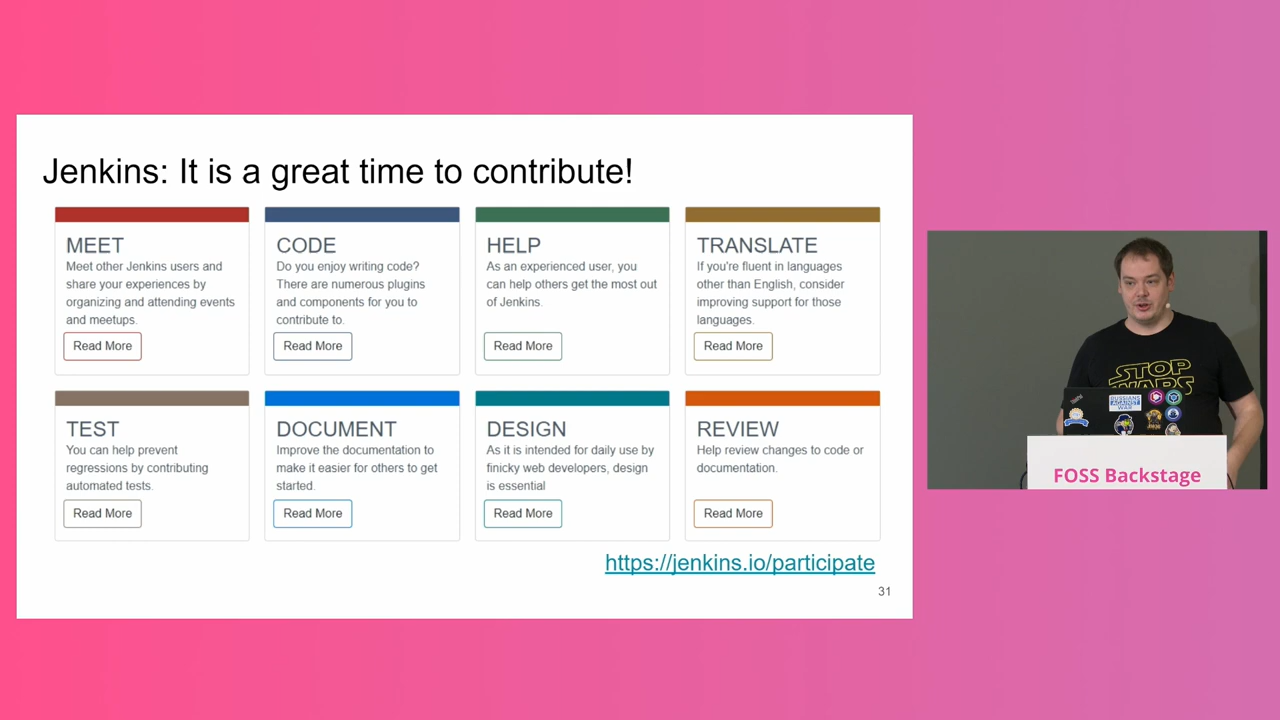 Jenkins: It is a great time to contribute!
MEET
Meet other Jenkins users and
share your experiences by
organizing and attending events
and meetups.
Read More
CODE
Do you enjoy writing code?
There are numerous plugins
and components for you to
contribute to.
Read More
HELP
As an experienced user, you
can help others get the most out
of Jenkins.
Read More
TRANSLATE
If you're fluent in languages
other than English, consider
improving support for those
languages.
Read More
TEST
You can help prevent
regressions by contributing
automated tests.
Read More
DOCUMENT
Improve the documentation to
make it easier for others to get
started.
Read More
DESIGN
As it is intended for daily use by
finicky web developers, design
is essential
Read More
REVIEW
Help review changes to code or
documentation.
Read More
https://jenkins.io/participate
31
STOP
WARS
RUSSIANS
AGAINST
WAR
FOSS Backstage